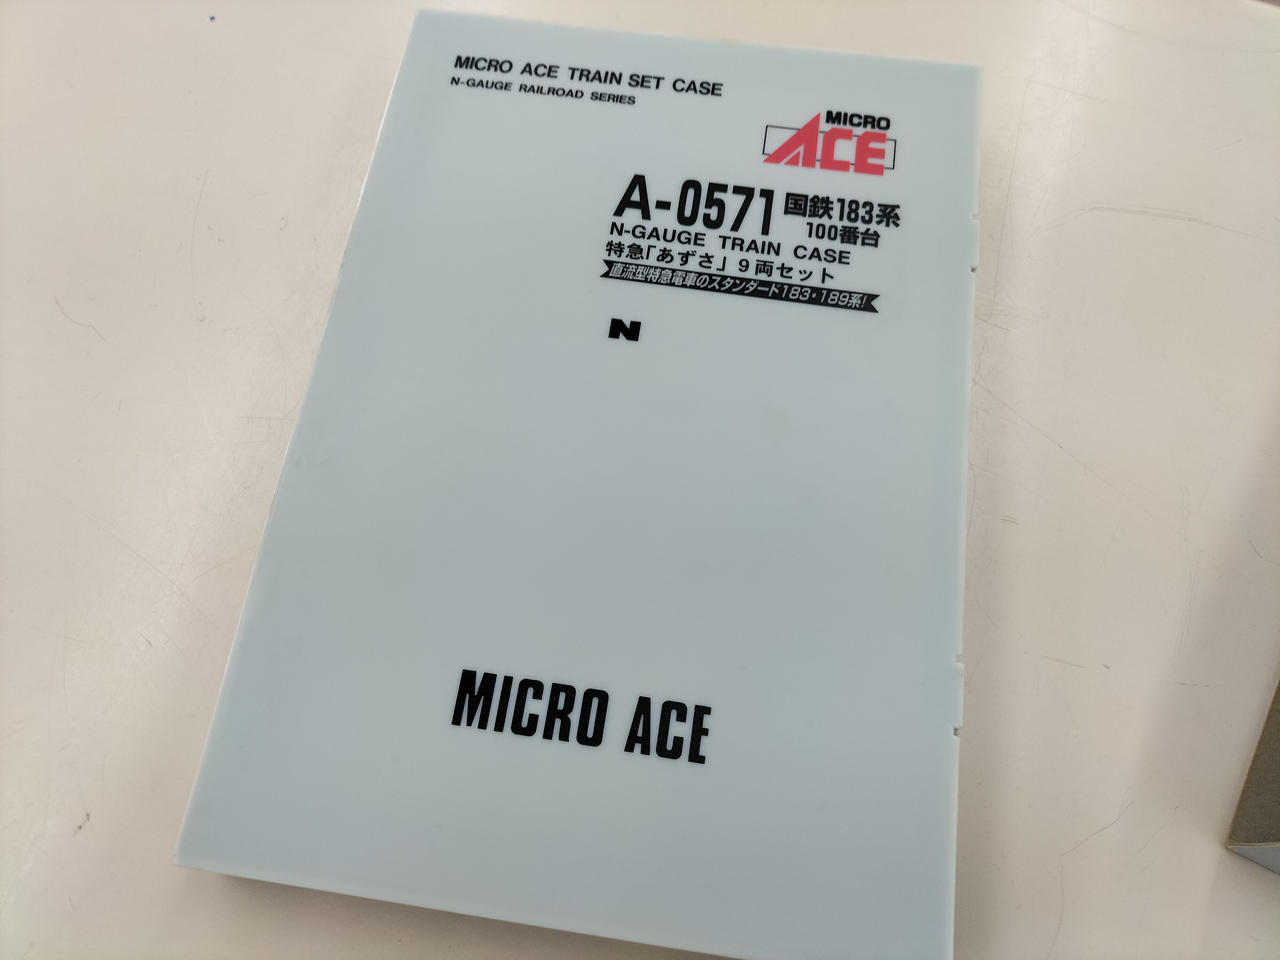 MICRO ACE TRAIN SET CASE
N-GAUGE RAILROAD SERIES
MICRO
ACE
A-0571 国鉄183系
100番台
N-GAUGE TRAIN CASE
特急「あずさ」9両セット
直流型特急電車のスタンダード183・189系!
N
MICRO ACE